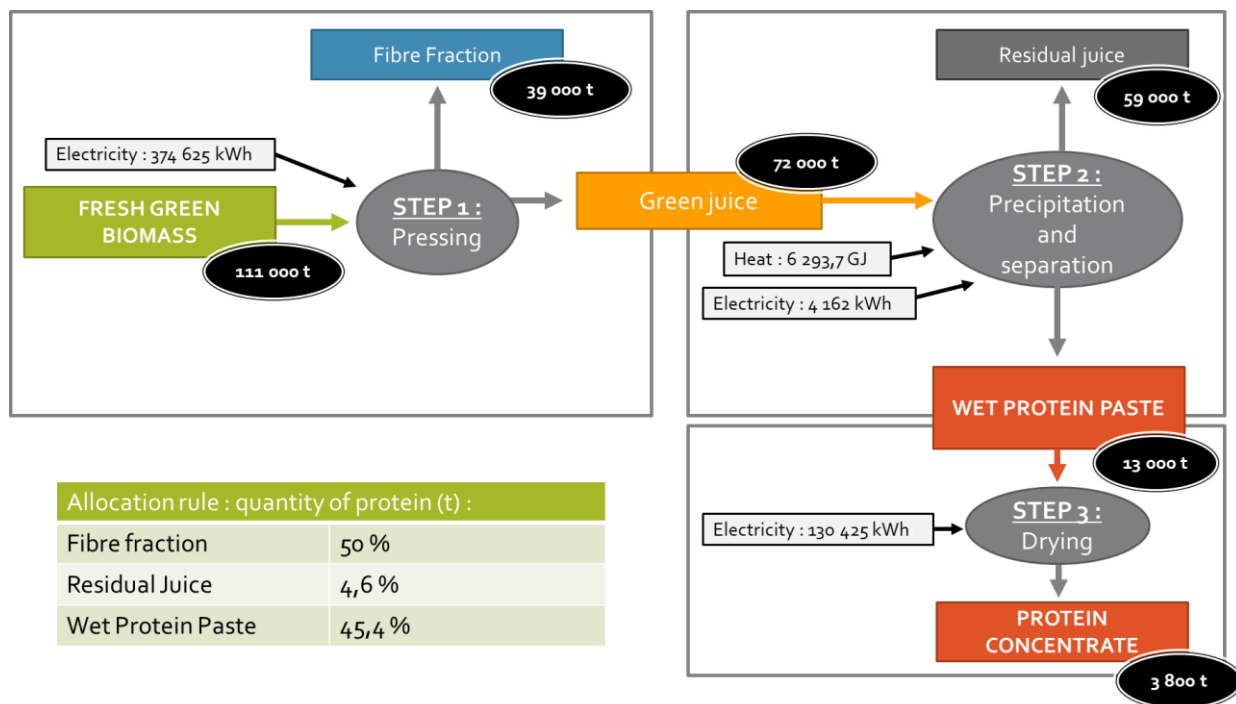 Fibre Fraction
39 000 t
Electricity : 374 625 kWh
FRESH GREEN
BIOMASS
111 000 t
STEP 1 :
Pressing
Green juice
72 000 t
Residual juice
59 000 t
STEP 2 :
Precipitation
and
separation
Heat : 6 293,7 GJ
Electricity : 4 162 kWh
WET PROTEIN PASTE
13 000 t
Electricity : 130 425 kWh
STEP 3 :
Drying
PROTEIN
CONCENTRATE
3 800 t
Allocation rule : quantity of protein (t) :
Fibre fraction 50 %
Residual Juice 4,6 %
Wet Protein Paste 45,4 %